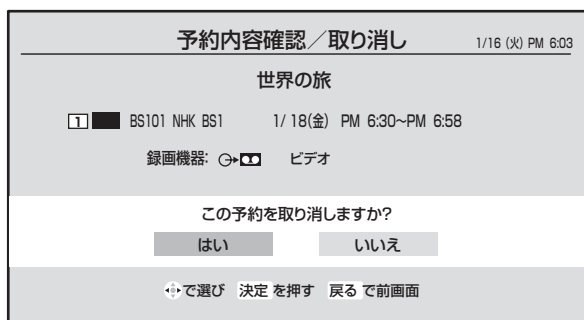 予約内容確認／取り消し 1/16 (火) PM 6:03
世界の旅
1 BS101 NHK BS1 1/ 18(金) PM 6:30~PM 6:58
録画機器: ビデオ
この予約を取り消しますか?
はい いいえ
で選び 決定 を押す 戻る で前画面